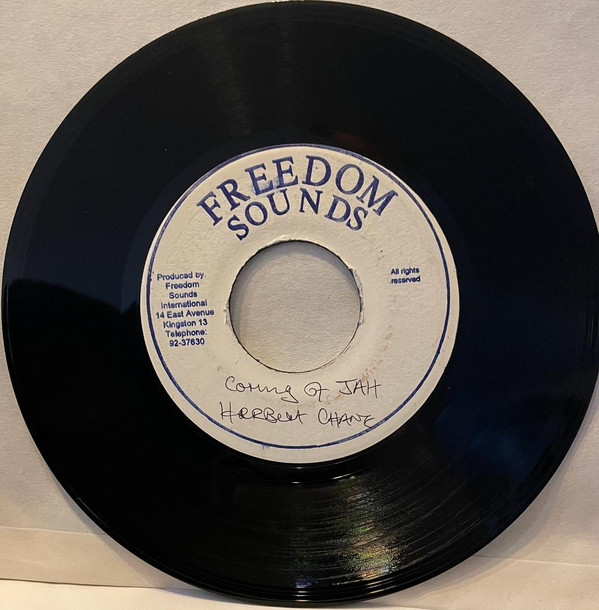 FREEDOM
SOUNDS
Produced by.
Freedom
Sounds
International
14 East Avenue
Kingston 13
Telephone:
92-37630
All rights
reserved
Coming of JAH
HERBERT CHANE